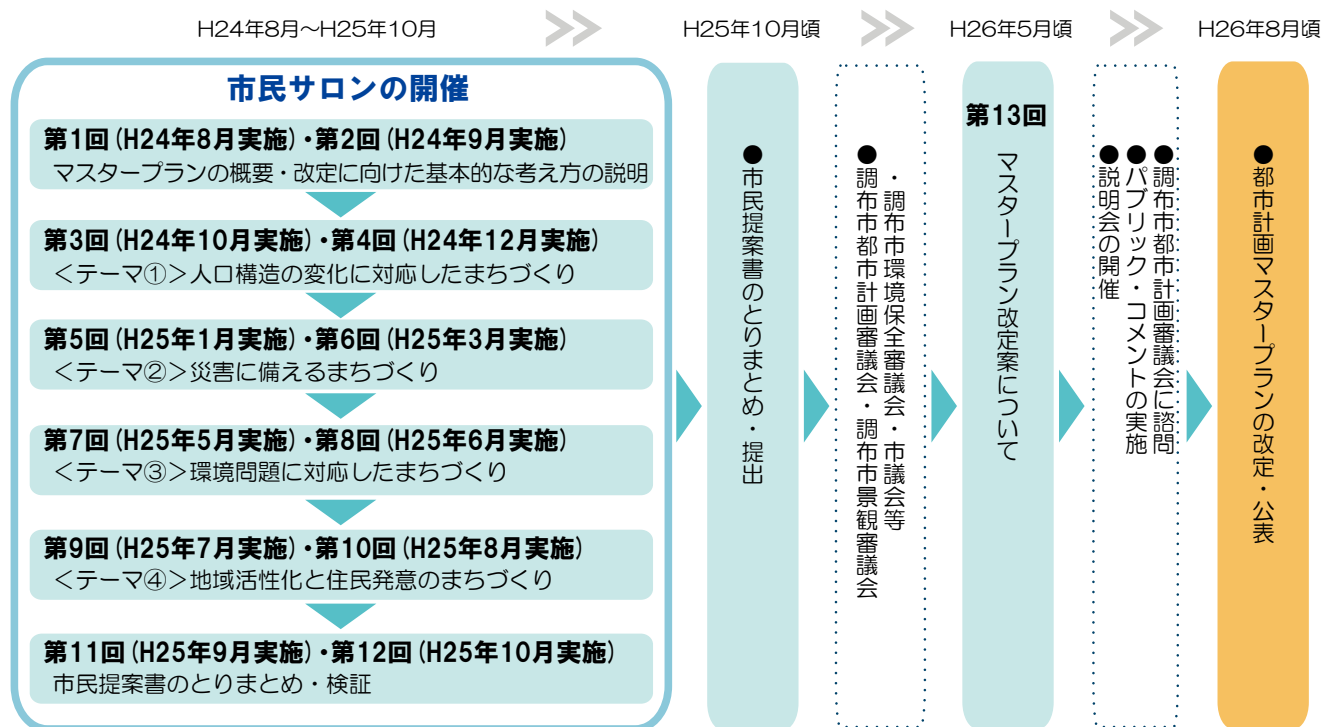 H24年8月～H25年10月
H25年10月頃
H26年5月頃
H26年8月頃
市民サロンの開催
第1回(H24年8月実施)・第2回(H24年9月実施)
マスタープランの概要・改定に向けた基本的な考え方の説明
第3回(H24年10月実施)・第4回(H24年12月実施)
＜テーマ①＞人口構造の変化に対応したまちづくり
第5回(H25年1月実施)・第6回(H25年3月実施)
＜テーマ②＞災害に備えるまちづくり
第7回(H25年5月実施)・第8回(H25年6月実施)
＜テーマ③＞環境問題に対応したまちづくり
第9回(H25年7月実施)・第10回(H25年8月実施)
＜テーマ④＞地域活性化と住民発意のまちづくり
第11回(H25年9月実施)・第12回(H25年10月実施)
市民提案書のとりまとめ・検証
●市民提案書のとりまとめ・提出
・調布市環境保全審議会・市議会等
●調布市都市計画審議会・調布市景観審議会
第13回
マスタープラン改定案について
●調布市都市計画審議会に諮問
●パブリック・コメントの実施
●説明会の開催
●都市計画マスタープランの改定・公表